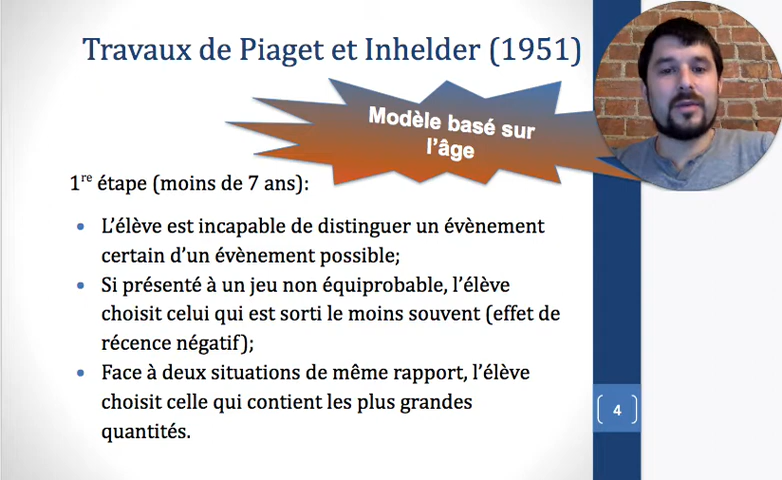 Travaux de Piaget et Inhelder (1951)
Modèle basé sur
l'âge
1re étape (moins de 7 ans):
• L'élève est incapable de distinguer un évènement
certain d'un évènement possible;
• Si présenté à un jeu non équiprobable, l'élève
choisit celui qui est sorti le moins souvent (effet de
récence négatif);
• Face à deux situations de même rapport, l'élève
choisit celle qui contient les plus grandes
quantités.
4